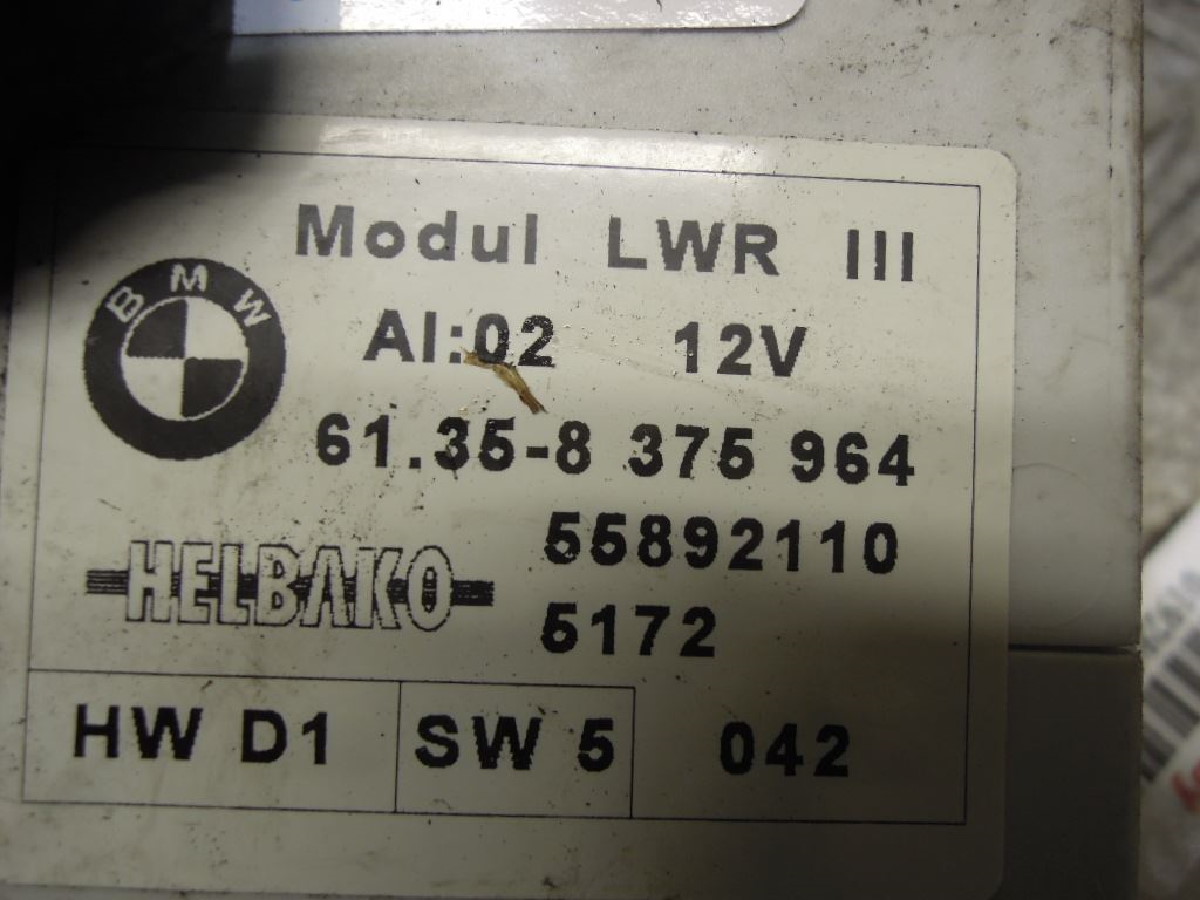 Modul LWR III
BMW
AI:02 12V
61.35-8 375 964
55892110
HELBAKO
5172
HW D1 SW 5 042